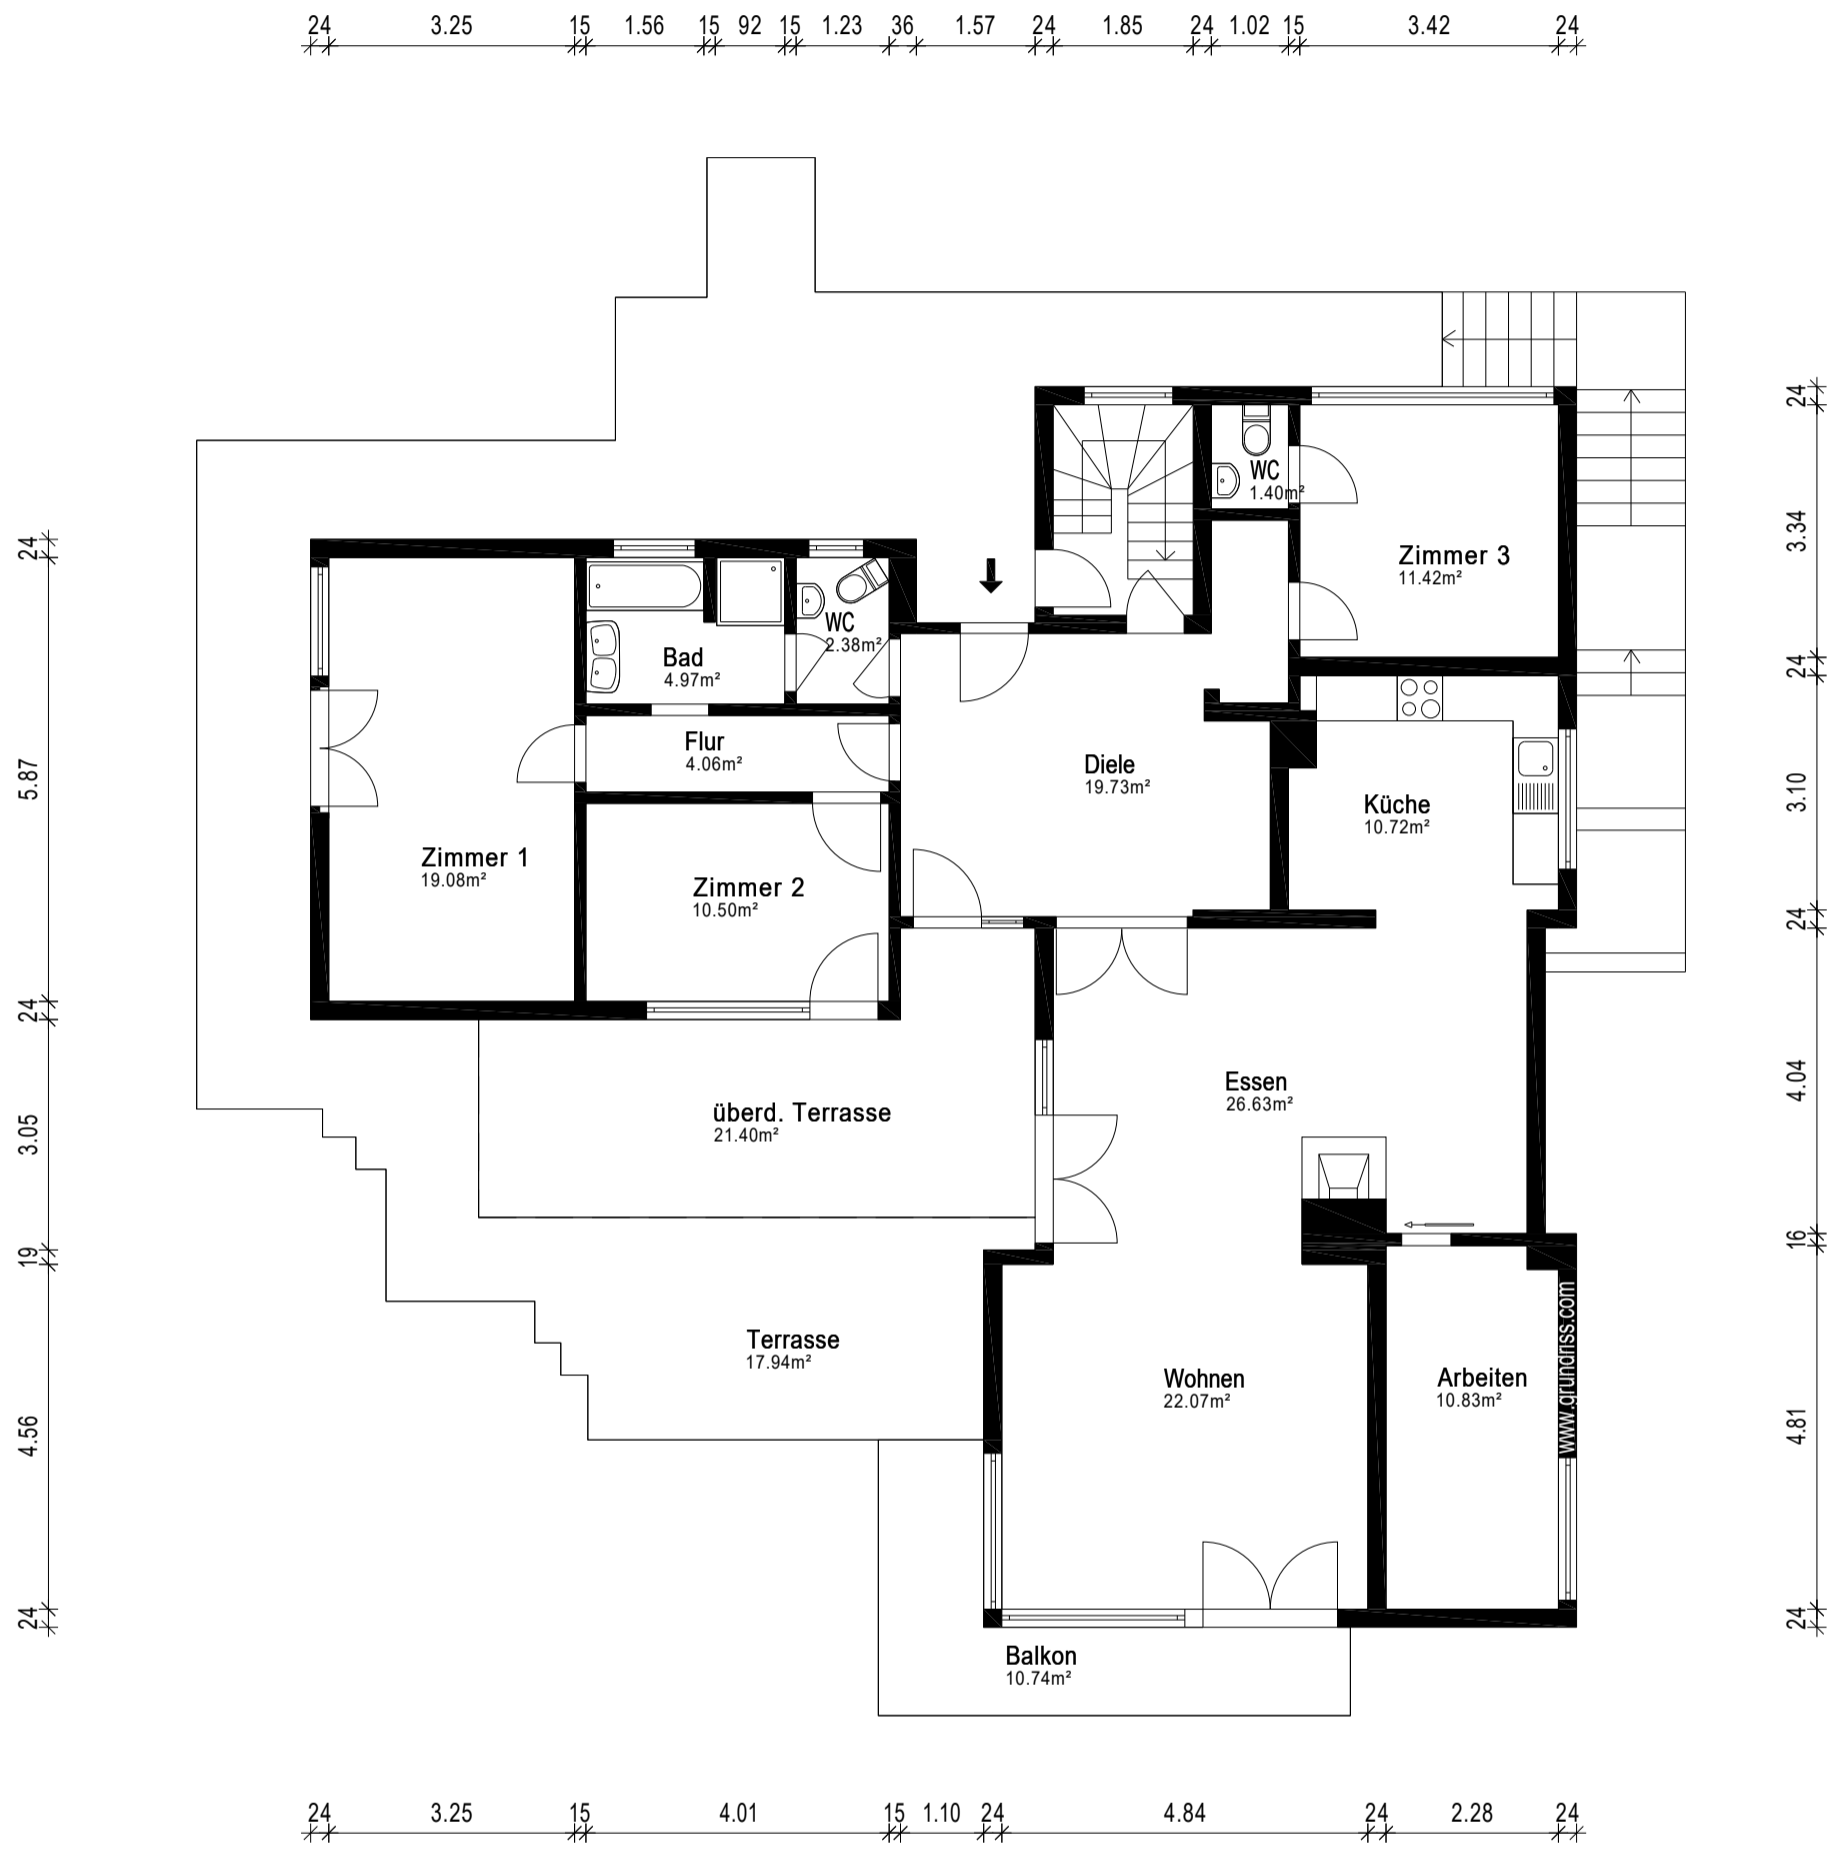 24 3.25 15 1.56 15 92 15 1.23 36 1.57 24 1.85 24 1.02 15 3.42 24
24
5.87
24
3.05
19
4.56
24
WC
1.40m²
Zimmer 3
11.42m²
WC
2.38m²
Bad
4.97m²
Flur
4.06m²
Diele
19.73m²
Küche
10.72m²
Zimmer 1
19.08m²
Zimmer 2
10.50m²
Essen
26.63m²
überd. Terrasse
21.40m²
Terrasse
17.94m²
Wohnen
22.07m²
Arbeiten
10.83m²
www.grundriss.com
Balkon
10.74m²
24
3.34
24
3.10
24
4.04
16
4.81
24
24 3.25 15 4.01 15 1.10 24 4.84 24 2.28 24